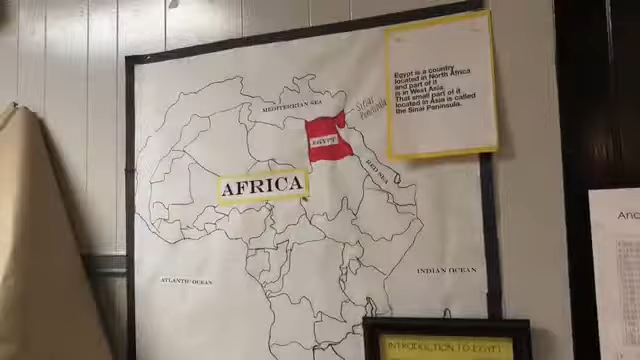 Egypt is a country
located in North Africa
and part of it
is in West Asia.
That small part of it
located in Asia is called
the Sinai Peninsula.
MEDITERRIAN SEA
SINAI
Peninsula
EGYPT
RED SEA
AFRICA
ATLANTIC OCEAN
INDIAN OCEAN
INTRODUCTION TO EGYPT